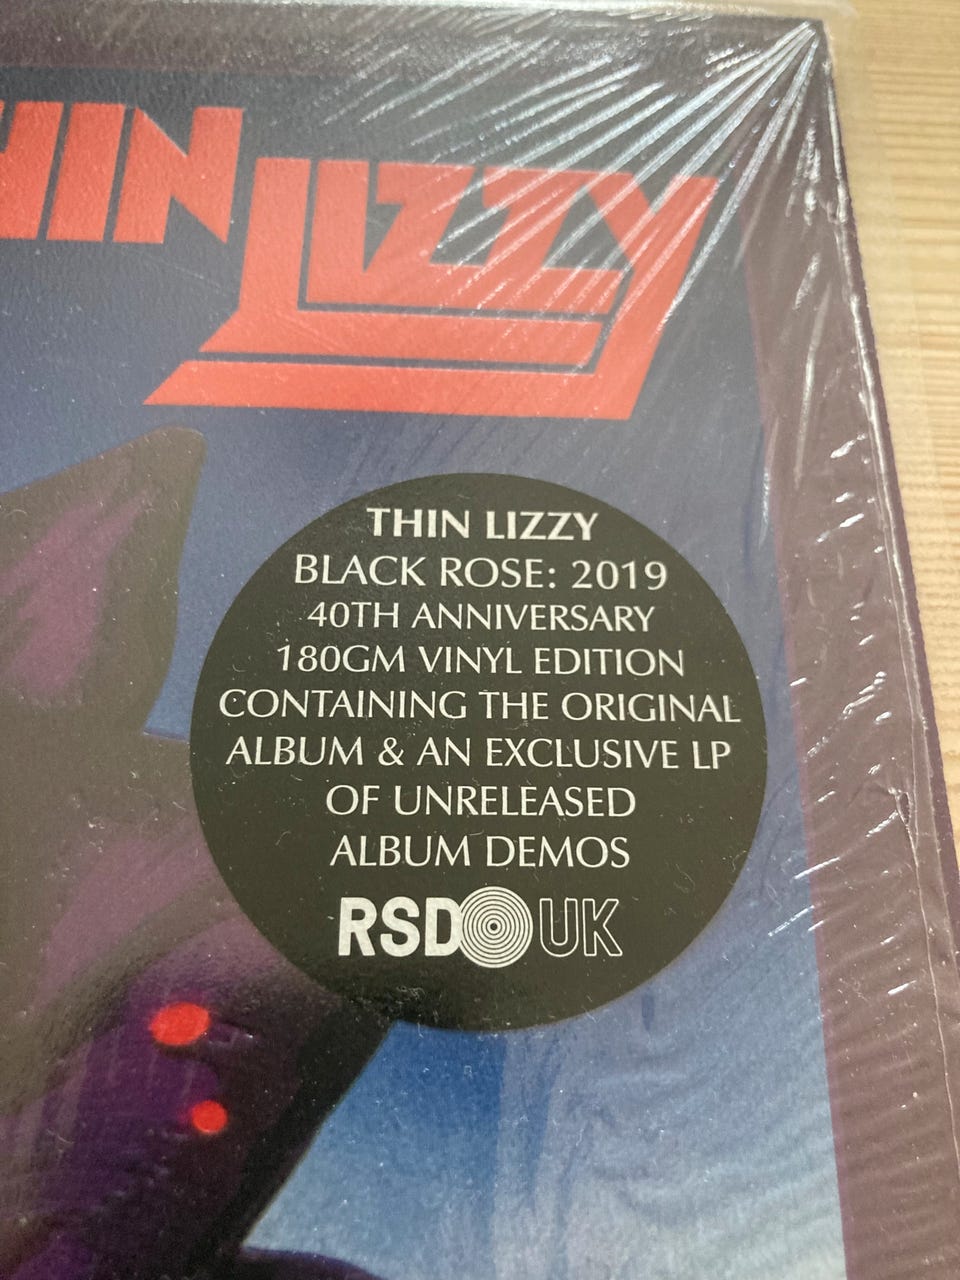 THIN LIZZY
THIN LIZZY
BLACK ROSE: 2019
40TH ANNIVERSARY
180GM VINYL EDITION
CONTAINING THE ORIGINAL
ALBUM & AN EXCLUSIVE LP
OF UNRELEASED
ALBUM DEMOS
RSD UK